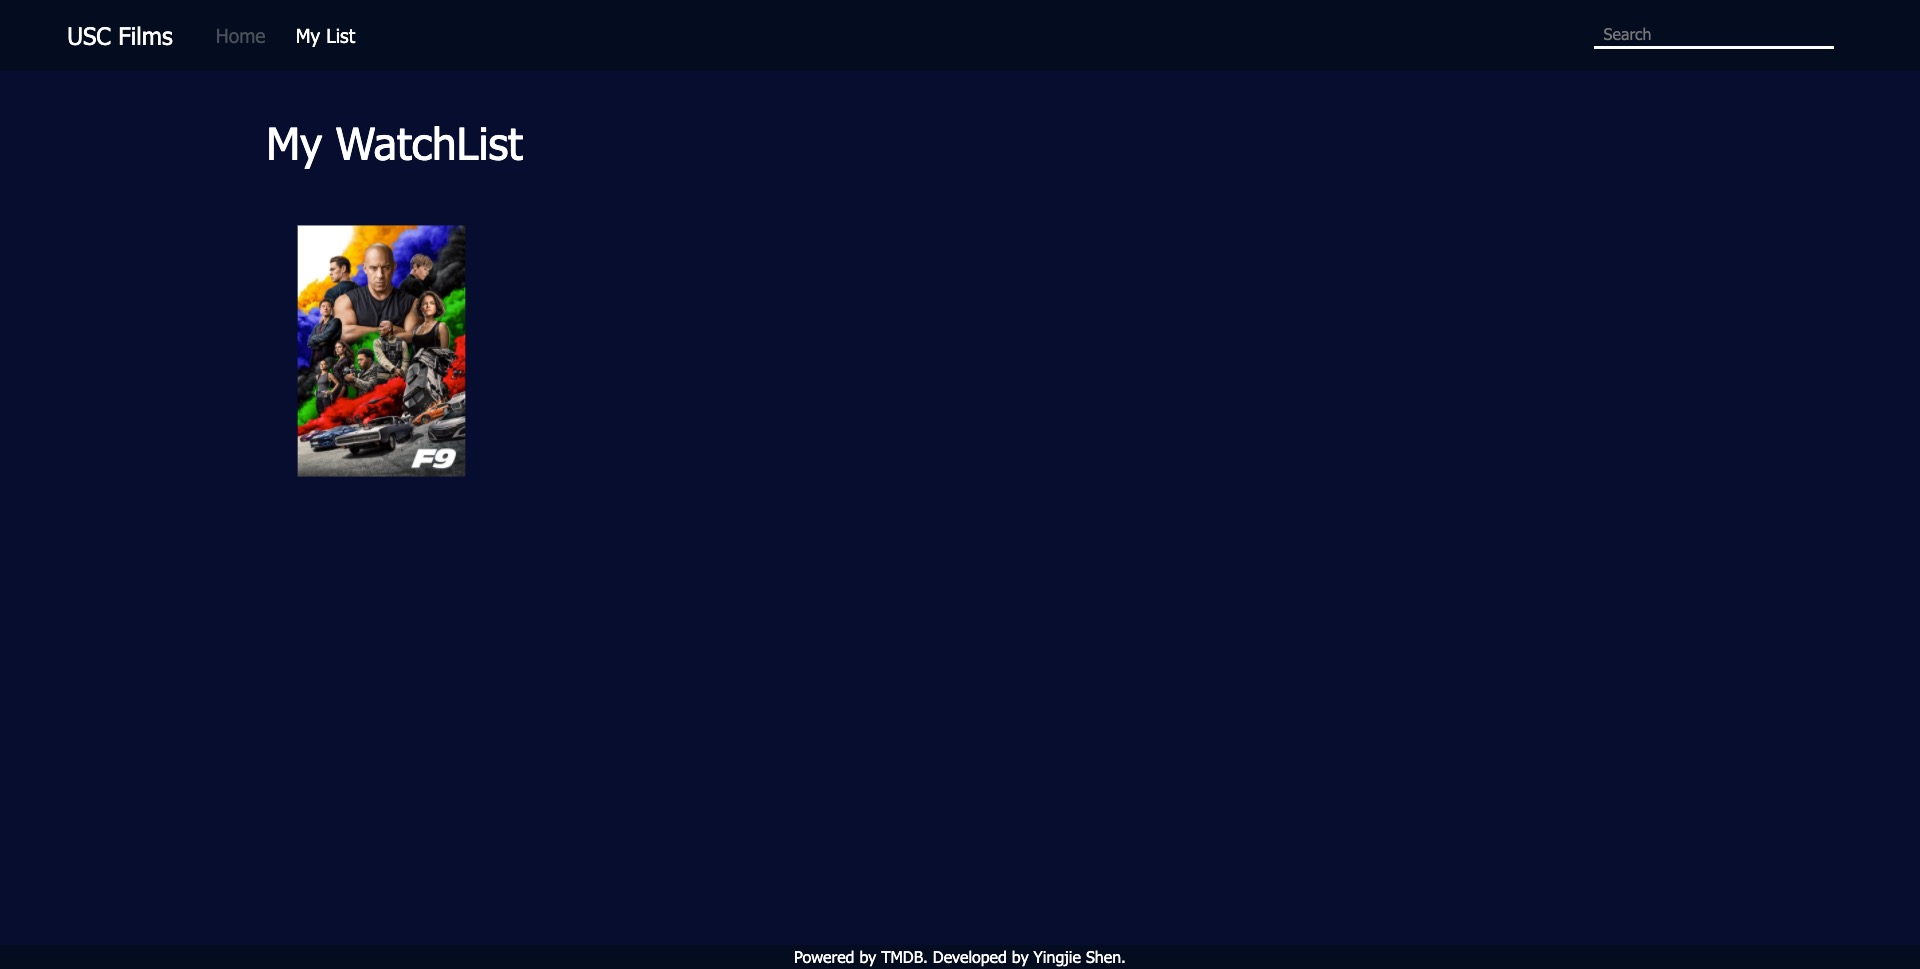 USC Films Home My List Search
My WatchList
F9
Powered by TMDB. Developed by Yingjie Shen.